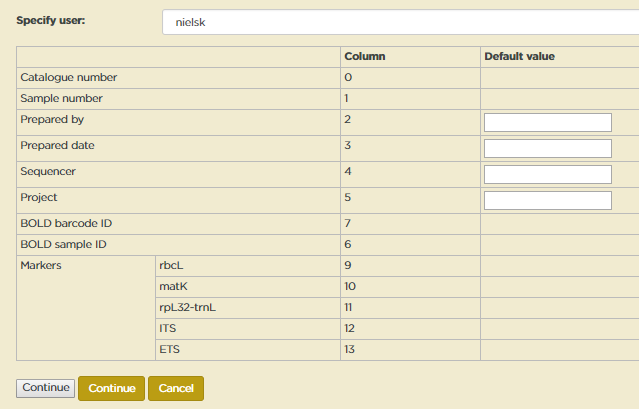 Specify user: nielsk
Column Default value
Catalogue number 0
Sample number 1
Prepared by 2
Prepared date 3
Sequencer 4
Project 5
BOLD barcode ID 7
BOLD sample ID 6
Markers rbcL 9
matK 10
rpL32-trnL 11
ITS 12
ETS 13
Continue Continue Cancel